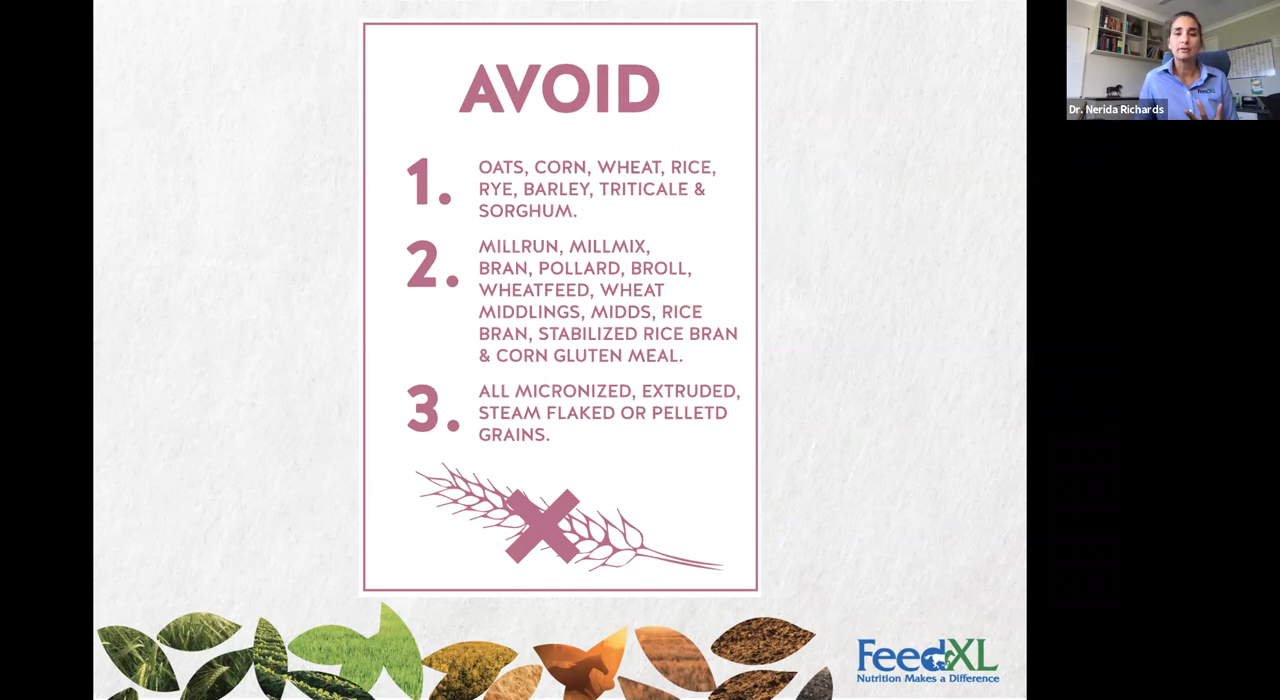 AVOID
1. OATS, CORN, WHEAT, RICE,
RYE, BARLEY, TRITICALE &
SORGHUM.
2. MILLRUN, MILLMIX,
BRAN, POLLARD, BROLL,
WHEATFEED, WHEAT
MIDDLINGS, MIDDS, RICE
BRAN, STABILIZED RICE BRAN
& CORN GLUTEN MEAL.
3. ALL MICRONIZED, EXTRUDED,
STEAM FLAKED OR PELLETD
GRAINS.
FeedXL
Nutrition Makes a Difference
FeedXL
Dr. Nerida Richards